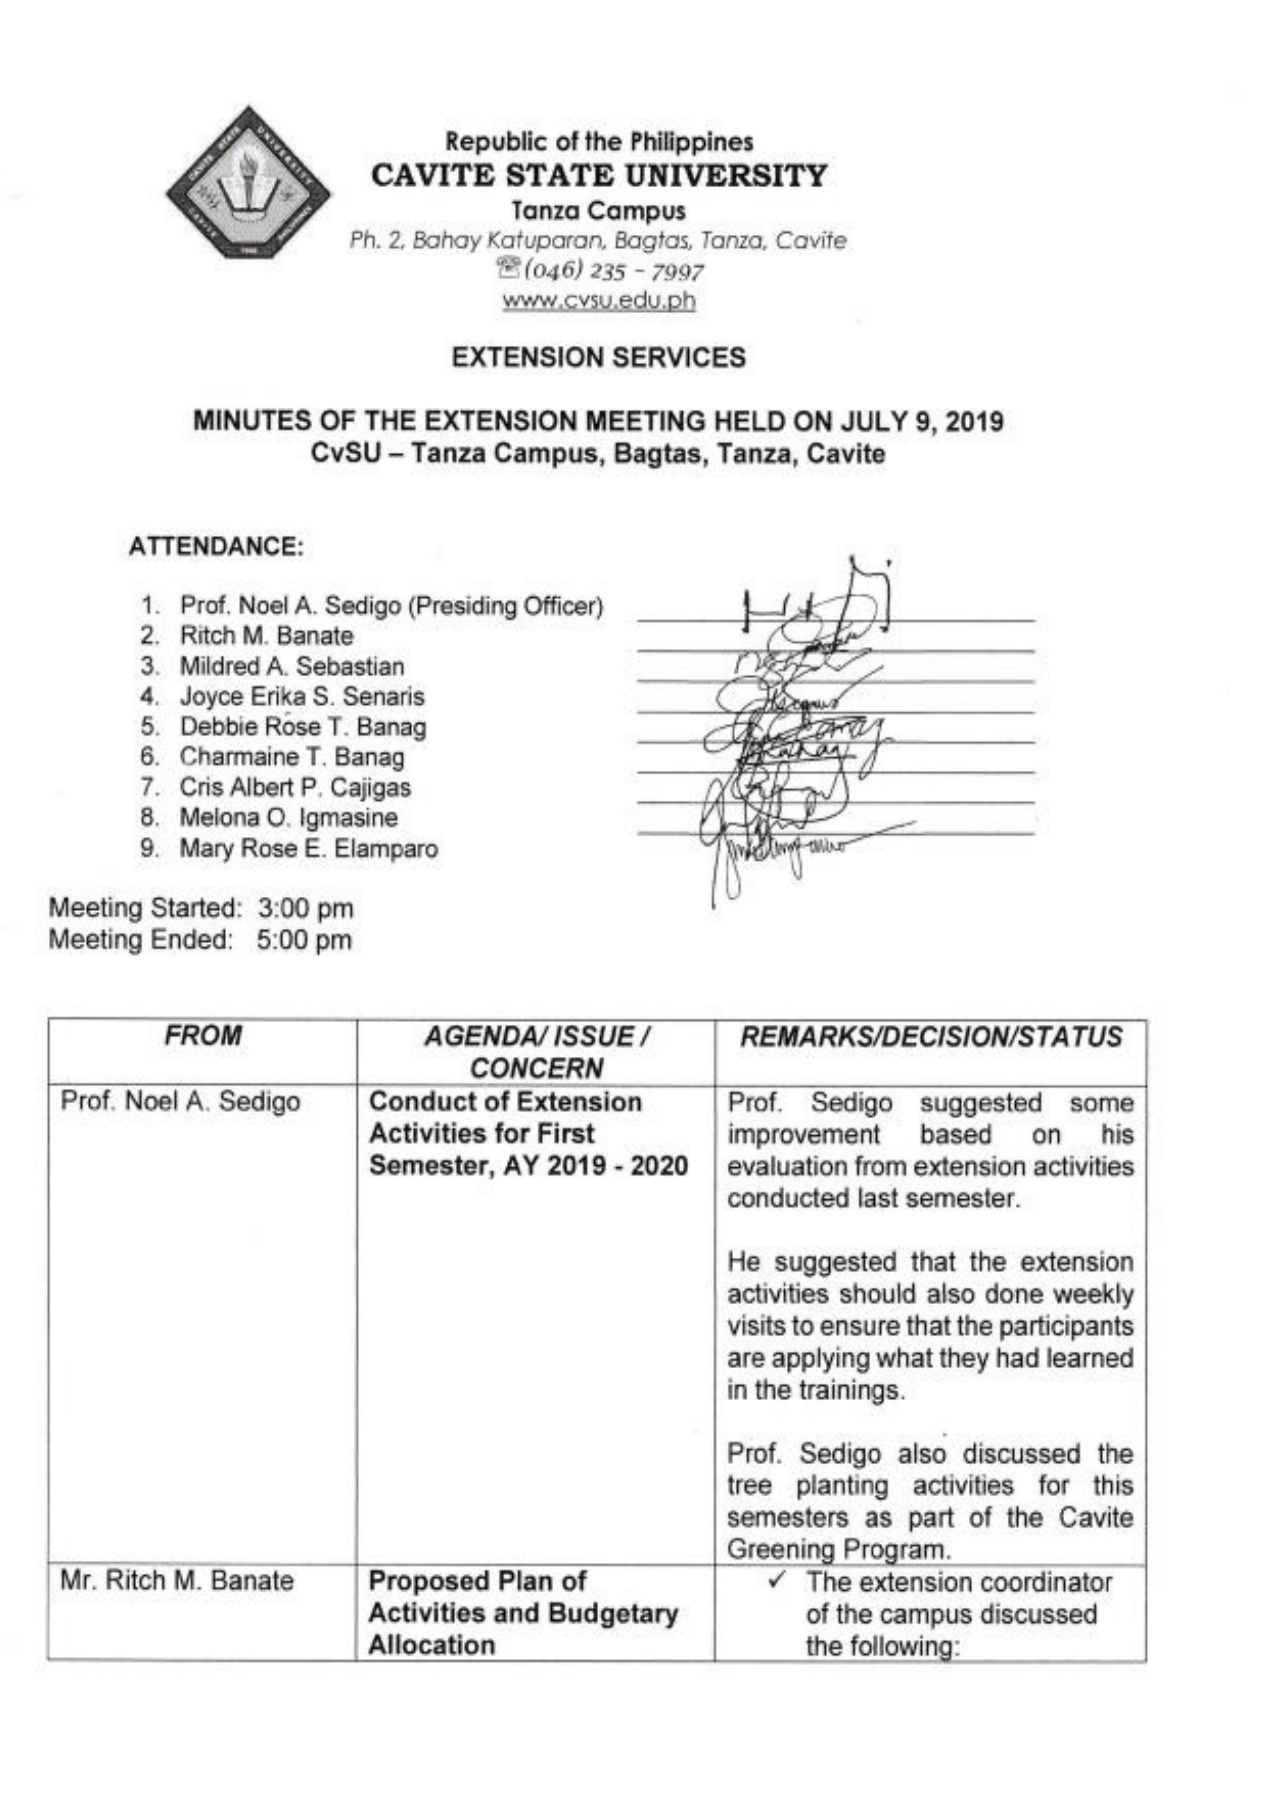 Republic of the Philippines
CAVITE STATE UNIVERSITY
Tanza Campus
Ph. 2, Bahay Katuparan, Bagtas, Tanza, Cavite
☏(046) 235 – 7997
www.cvsu.edu.ph
EXTENSION SERVICES
MINUTES OF THE EXTENSION MEETING HELD ON JULY 9, 2019
CvSU – Tanza Campus, Bagtas, Tanza, Cavite
ATTENDANCE:
1. Prof. Noel A. Sedigo (Presiding Officer)
2. Ritch M. Banate
3. Mildred A. Sebastian
4. Joyce Erika S. Senaris
5. Debbie Rose T. Banag
6. Charmaine T. Banag
7. Cris Albert P. Cajigas
8. Melona O. Igmasine
9. Mary Rose E. Elamparo
Meeting Started: 3:00 pm
Meeting Ended: 5:00 pm
FROM
AGENDA/ ISSUE /
CONCERN
REMARKS/DECISION/STATUS
Prof. Noel A. Sedigo
Conduct of Extension
Activities for First
Semester, AY 2019 - 2020
Prof. Sedigo suggested some
improvement based on his
evaluation from extension activities
conducted last semester.
He suggested that the extension
activities should also done weekly
visits to ensure that the participants
are applying what they had learned
in the trainings.
Prof. Sedigo also discussed the
tree planting activities for this
semesters as part of the Cavite
Greening Program.
Mr. Ritch M. Banate
Proposed Plan of
Activities and Budgetary
Allocation
✓ The extension coordinator
of the campus discussed
the following: